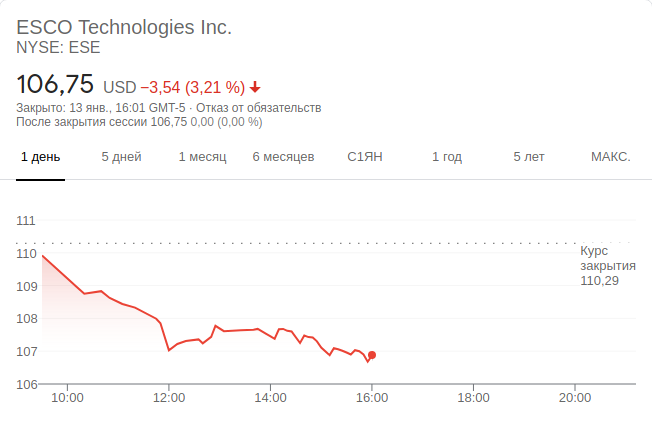 ESCO Technologies Inc.
NYSE: ESE
106,75 USD −3,54 (3,21 %)
Закрыто: 13 янв., 16:01 GMT-5 · Отказ от обязательств
После закрытия сессии 106,75 0,00 (0,00 %)
1 день 5 дней 1 месяц 6 месяцев С1ЯН 1 год 5 лет МАКС.
111
110
109
108
107
106
Курс
закрытия
110,29
10:00 12:00 14:00 16:00 18:00 20:00